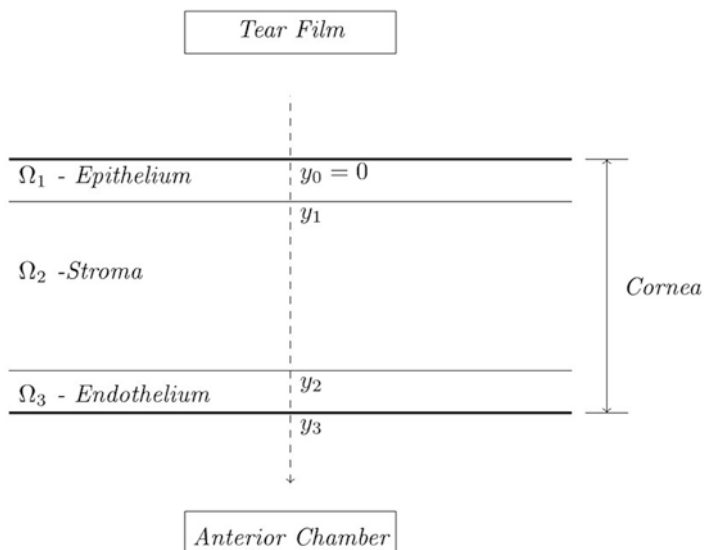 Tear Film
Ω₁ - Epithelium
y₀ = 0
y₁
Ω₂ -Stroma
Cornea
y₂
Ω₃ - Endothelium
y₃
Anterior Chamber